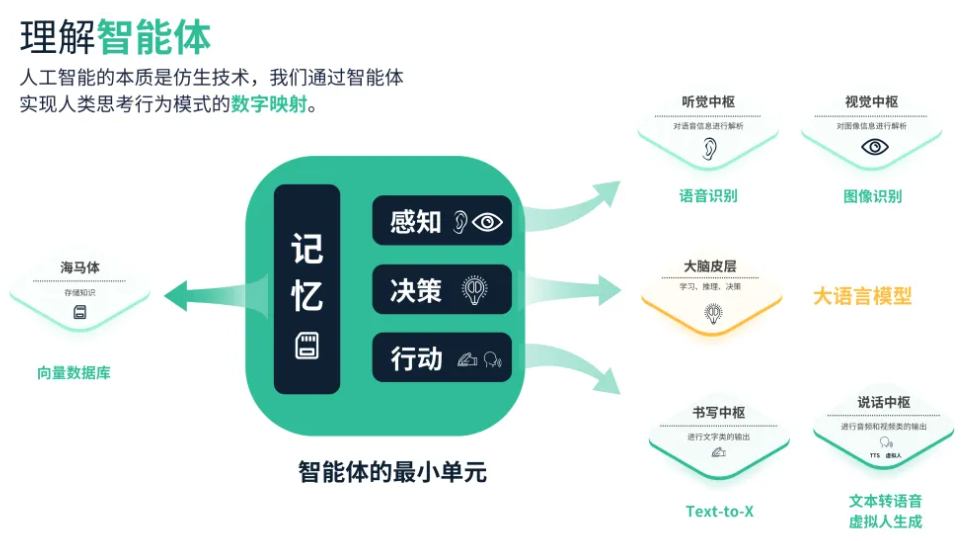 理解智能体
人工智能的本质是仿生技术，我们通过智能体
实现人类思考行为模式的数字映射。
海马体
存储知识
向量数据库
记忆
感知
决策
行动
智能体的最小单元
听觉中枢
对语音信息进行解析
语音识别
视觉中枢
对图像信息进行解析
图像识别
大脑皮层
学习、推理、决策
大语言模型
书写中枢
进行文字类的输出
Text-to-X
说话中枢
进行音频和视频类的输出
TTS 虚拟人
文本转语音
虚拟人生成